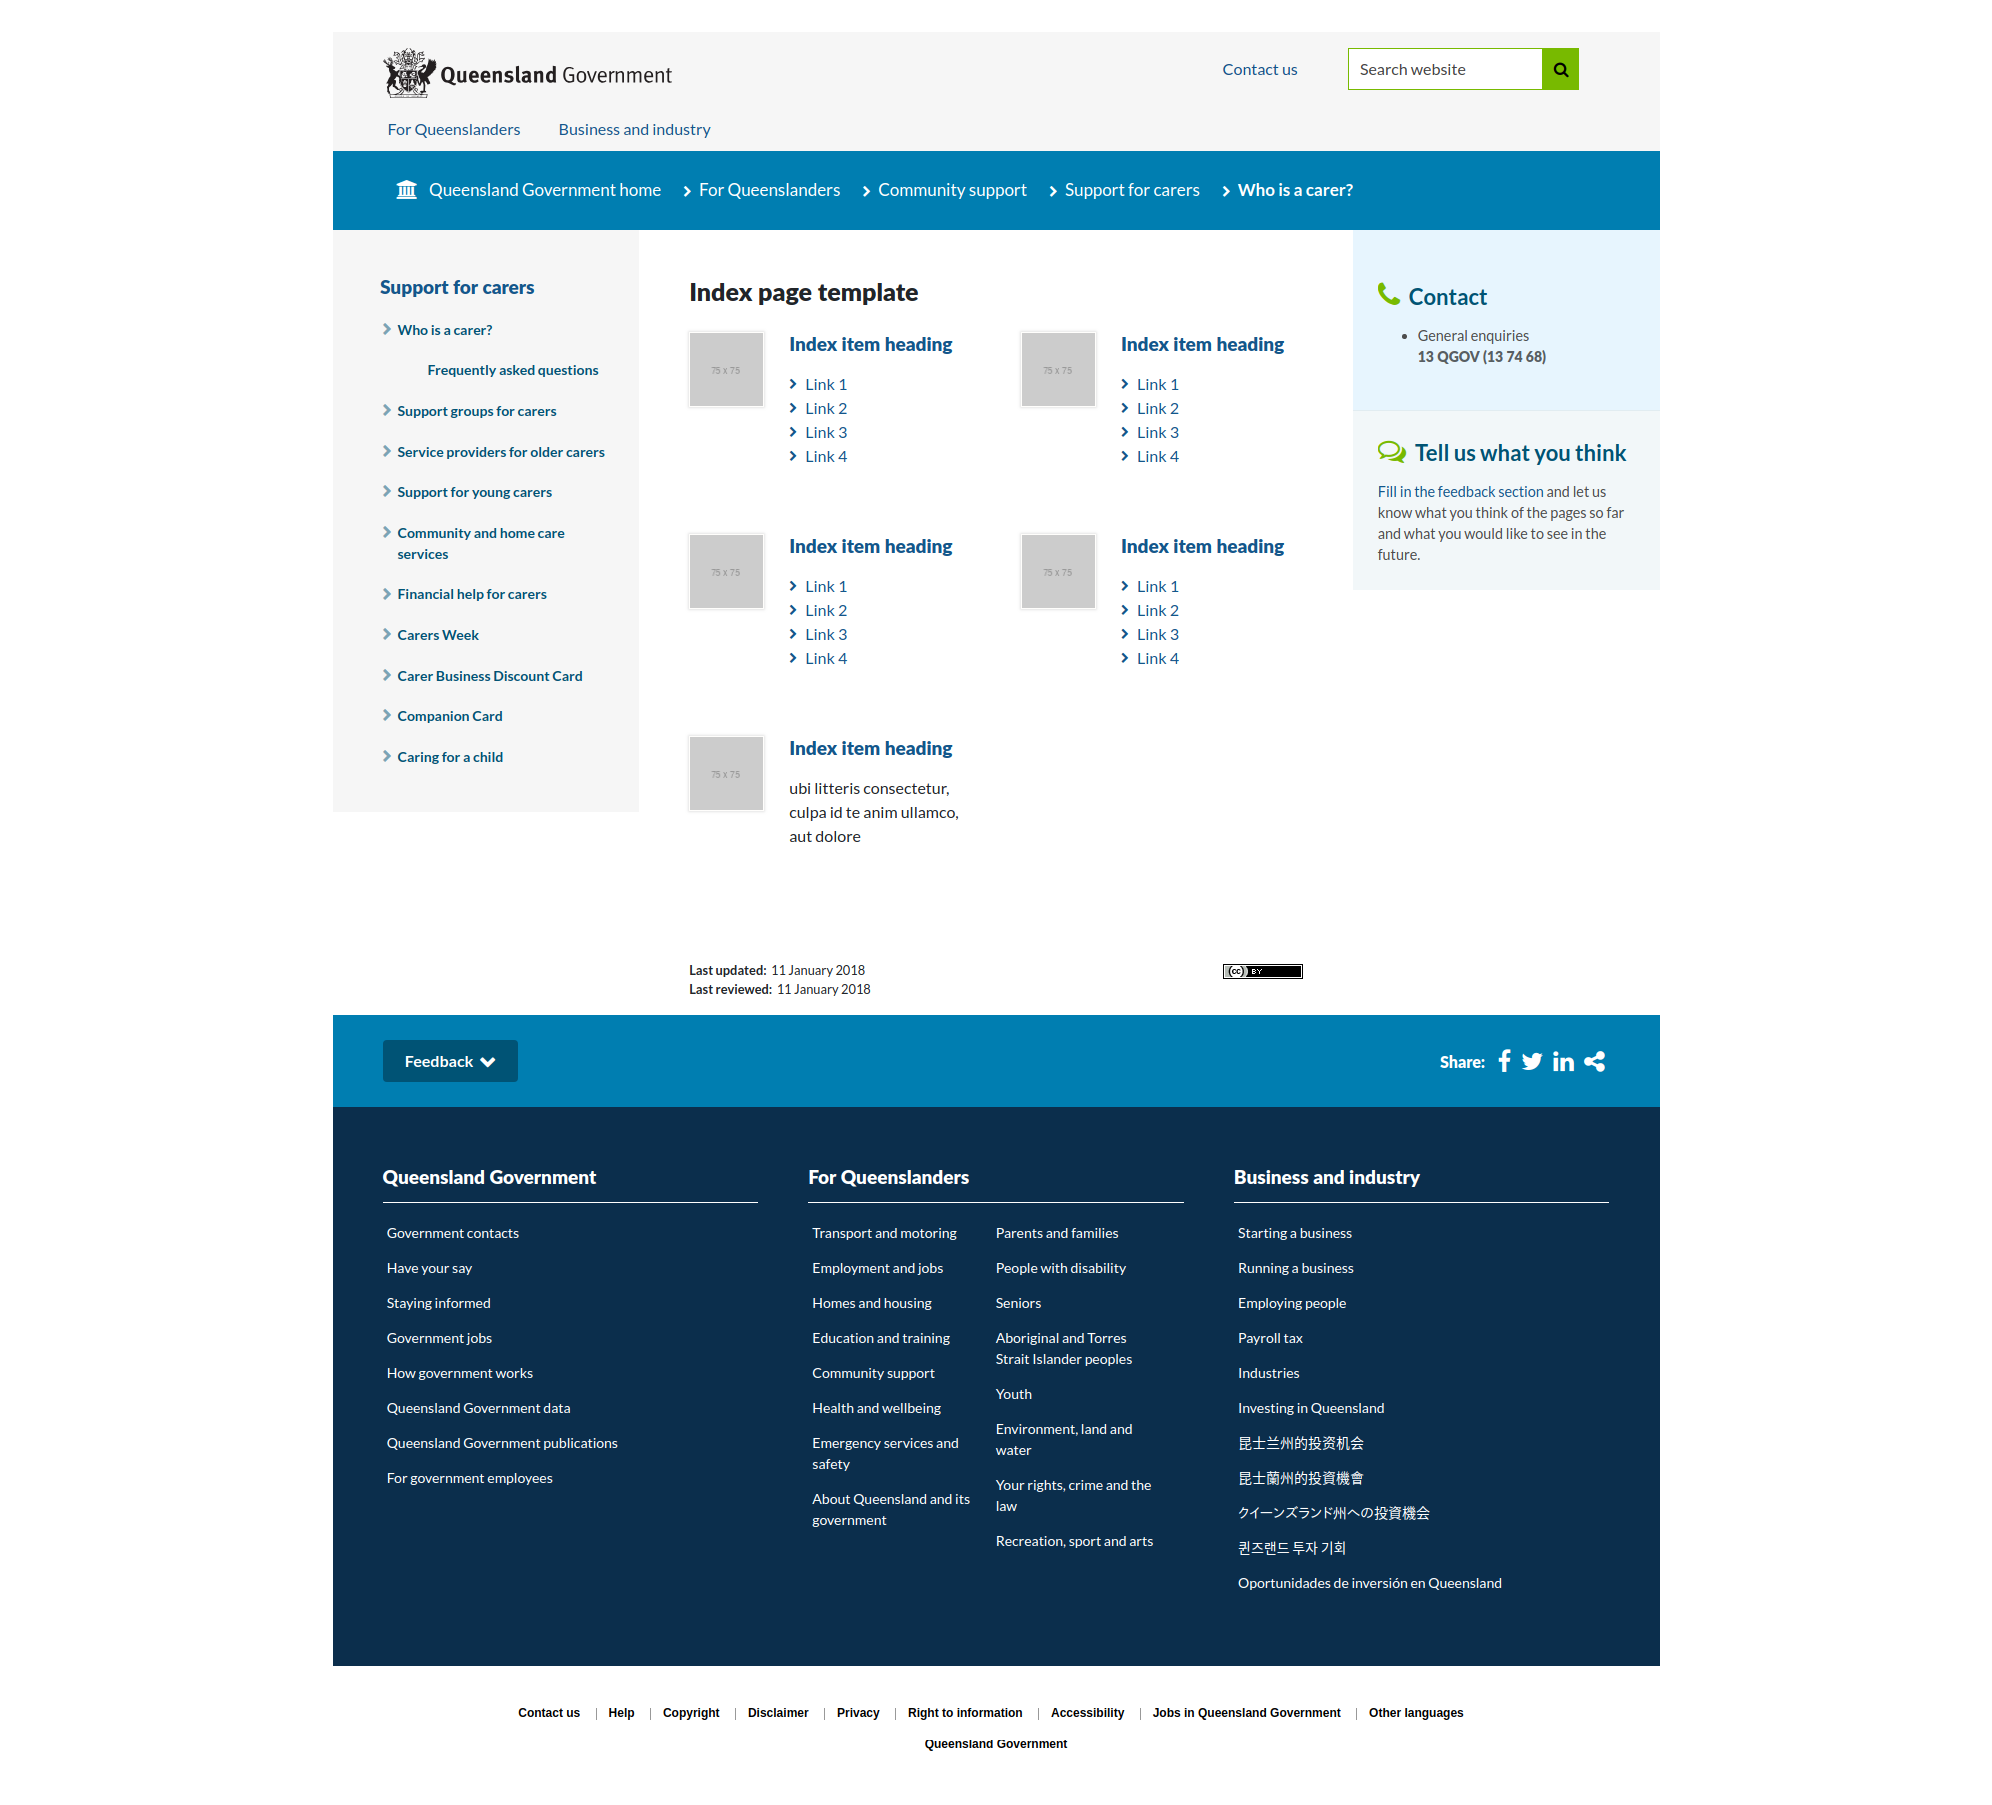 Queensland Government
Contact us
Search website
For Queenslanders
Business and industry
Queensland Government home
For Queenslanders
Community support
Support for carers
Who is a carer?
Support for carers
Who is a carer?
Frequently asked questions
Support groups for carers
Service providers for older carers
Support for young carers
Community and home care
services
Financial help for carers
Carers Week
Carer Business Discount Card
Companion Card
Caring for a child
Index page template
75 x 75
Index item heading
Link 1
Link 2
Link 3
Link 4
75 x 75
Index item heading
Link 1
Link 2
Link 3
Link 4
75 x 75
Index item heading
Link 1
Link 2
Link 3
Link 4
75 x 75
Index item heading
Link 1
Link 2
Link 3
Link 4
75 x 75
Index item heading
ubi litteris consectetur,
culpa id te anim ullamco,
aut dolore
Contact
General enquiries
13 QGOV (13 74 68)
Tell us what you think
Fill in the feedback section and let us
know what you think of the pages so far
and what you would like to see in the
future.
Last updated: 11 January 2018
Last reviewed: 11 January 2018
cc BY
Feedback
Share:
Queensland Government
Government contacts
Have your say
Staying informed
Government jobs
How government works
Queensland Government data
Queensland Government publications
For government employees
For Queenslanders
Transport and motoring
Employment and jobs
Homes and housing
Education and training
Community support
Health and wellbeing
Emergency services and
safety
About Queensland and its
government
Parents and families
People with disability
Seniors
Aboriginal and Torres
Strait Islander peoples
Youth
Environment, land and
water
Your rights, crime and the
law
Recreation, sport and arts
Business and industry
Starting a business
Running a business
Employing people
Payroll tax
Industries
Investing in Queensland
昆士兰州的投资机会
昆士蘭州的投資機會
クイーンズランド州への投資機会
퀸즈랜드 투자 기회
Oportunidades de inversión en Queensland
Contact us
Help
Copyright
Disclaimer
Privacy
Right to information
Accessibility
Jobs in Queensland Government
Other languages
Queensland Government